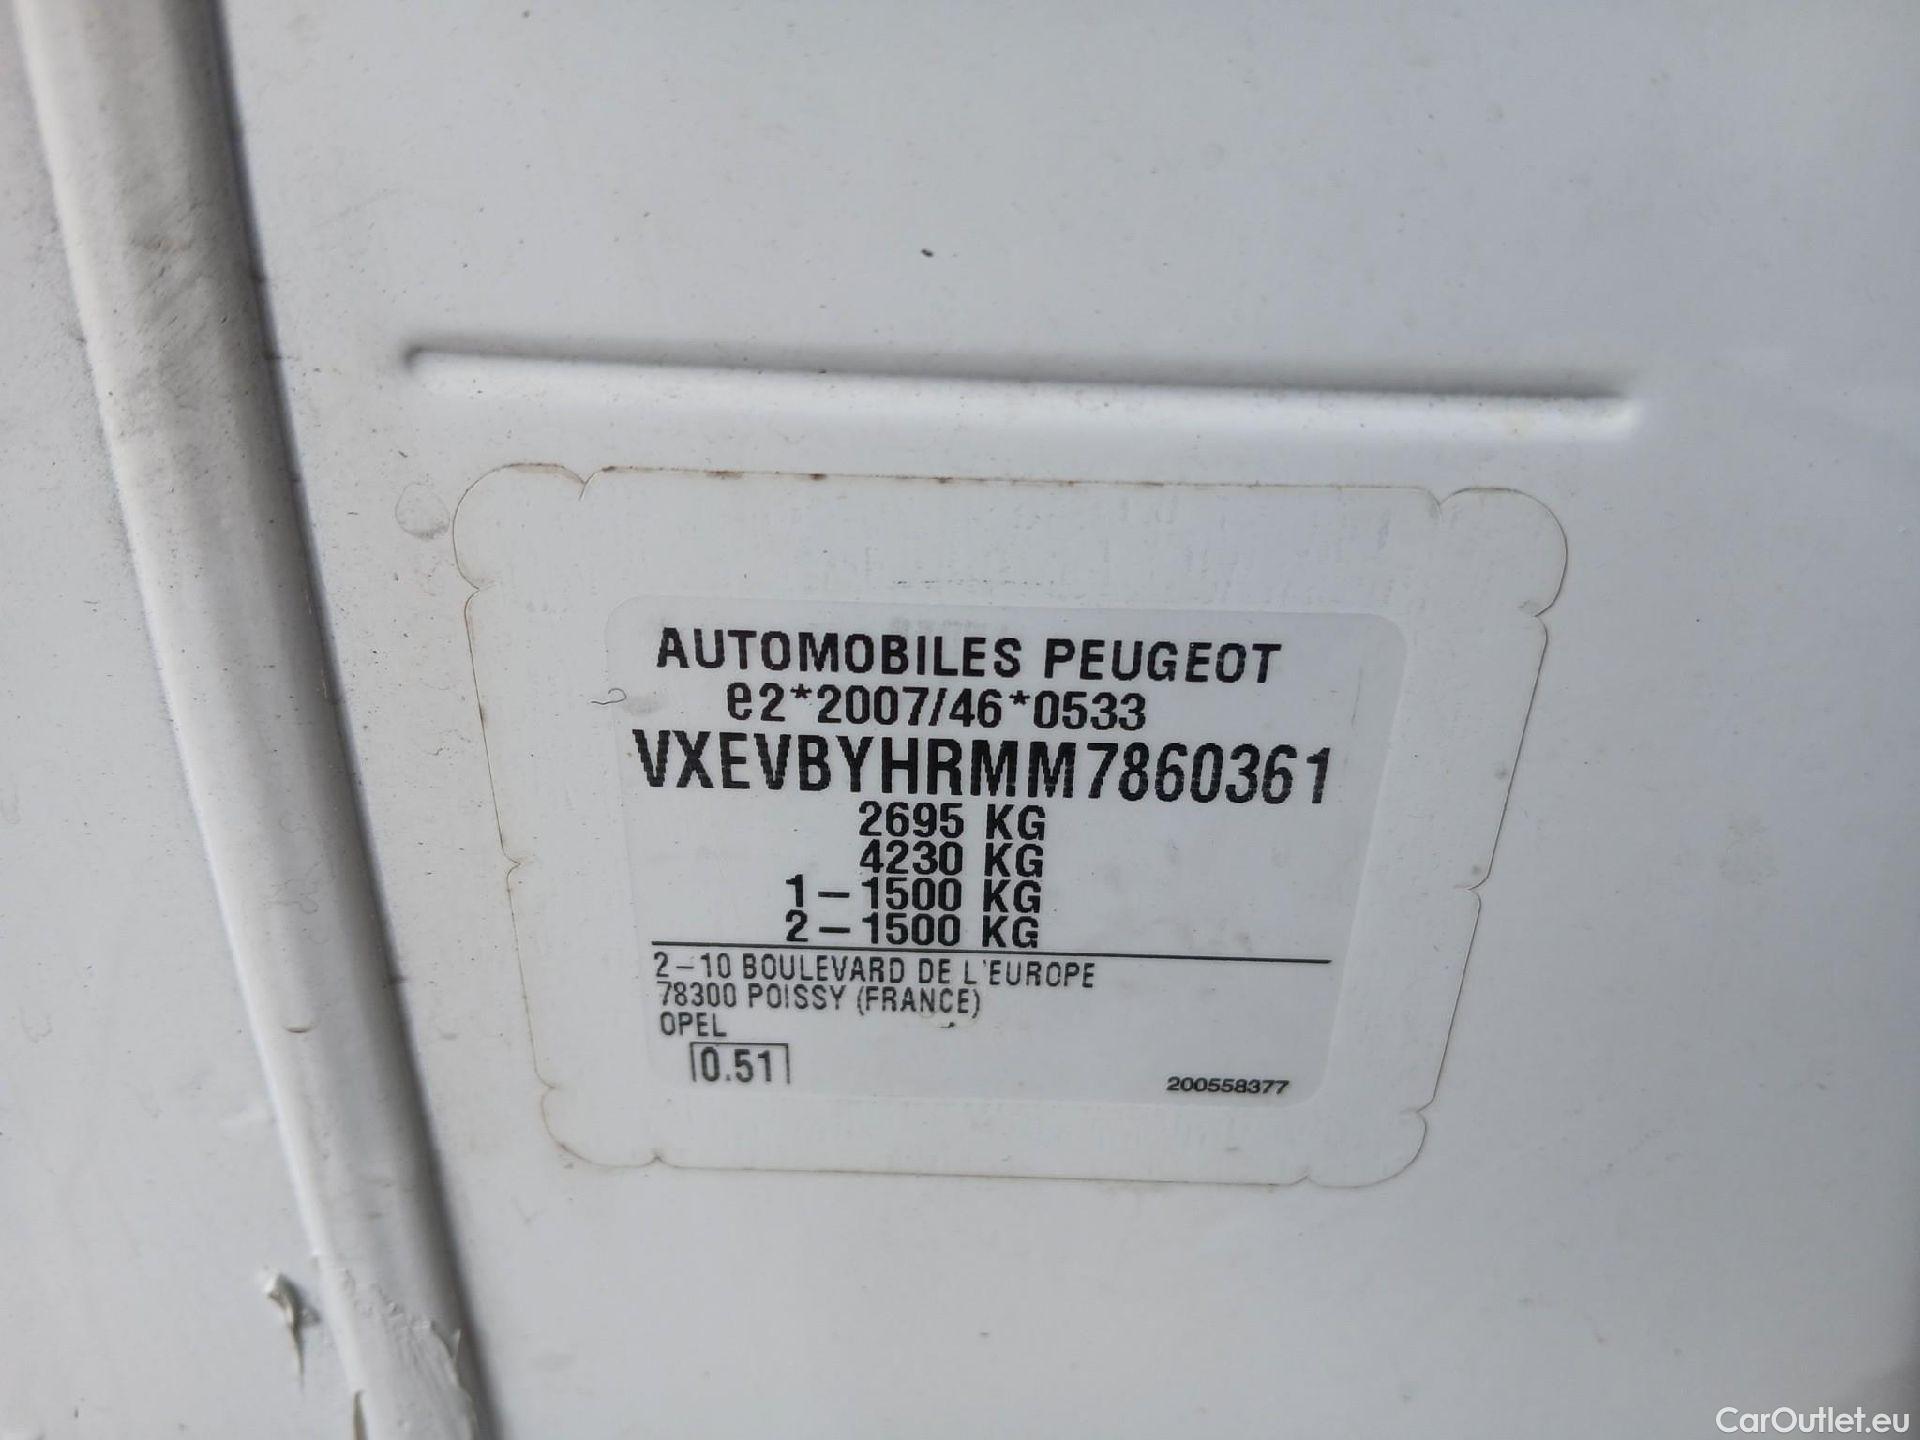 AUTOMOBILES PEUGEOT
e2*2007/46*0533
VXEVBYHRMM7860361
2695 KG
4230 KG
1-1500 KG
2-1500 KG
2-10 BOULEVARD DE L'EUROPE
78300 POISSY (FRANCE)
OPEL
0.51
200558377
CarOutlet.eu